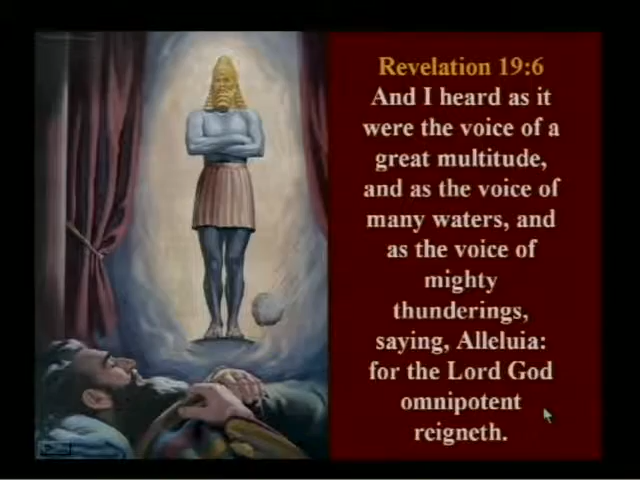 Revelation 19:6
And I heard as it
were the voice of a
great multitude,
and as the voice of
many waters, and
as the voice of
mighty
thunderings,
saying, Alleluia:
for the Lord God
omnipotent
reigneth.